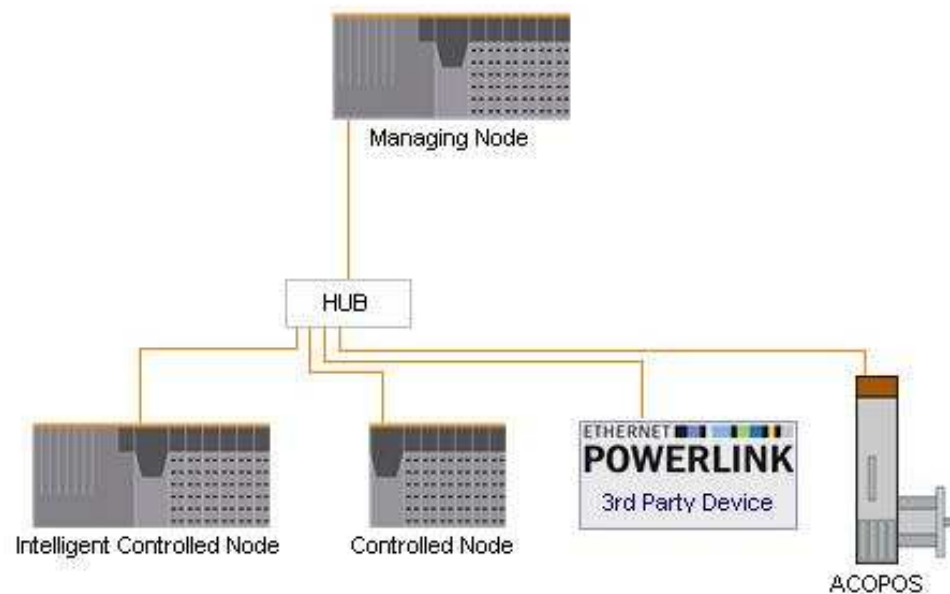 Managing Node
HUB
Intelligent Controlled Node
Controlled Node
ETHERNET
POWERLINK
3rd Party Device
ACOPOS